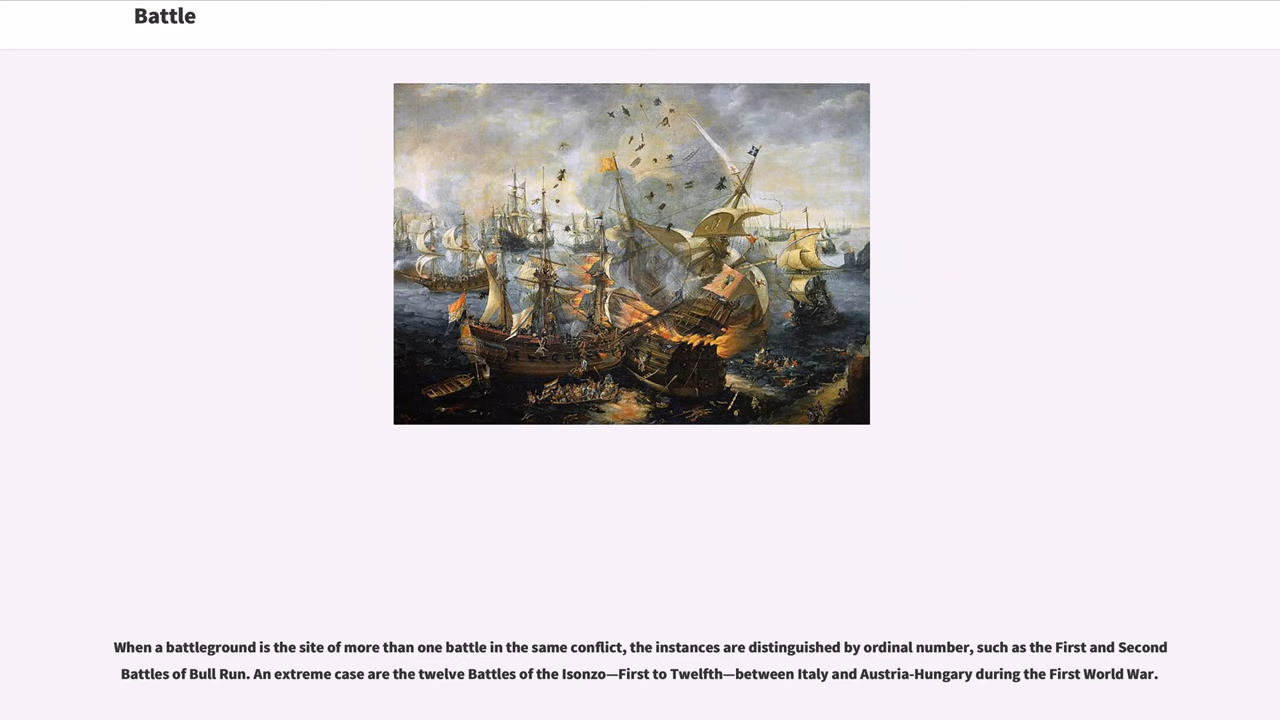 Battle
When a battleground is the site of more than one battle in the same conflict, the instances are distinguished by ordinal number, such as the First and Second
Battles of Bull Run. An extreme case are the twelve Battles of the Isonzo—First to Twelfth—between Italy and Austria-Hungary during the First World War.